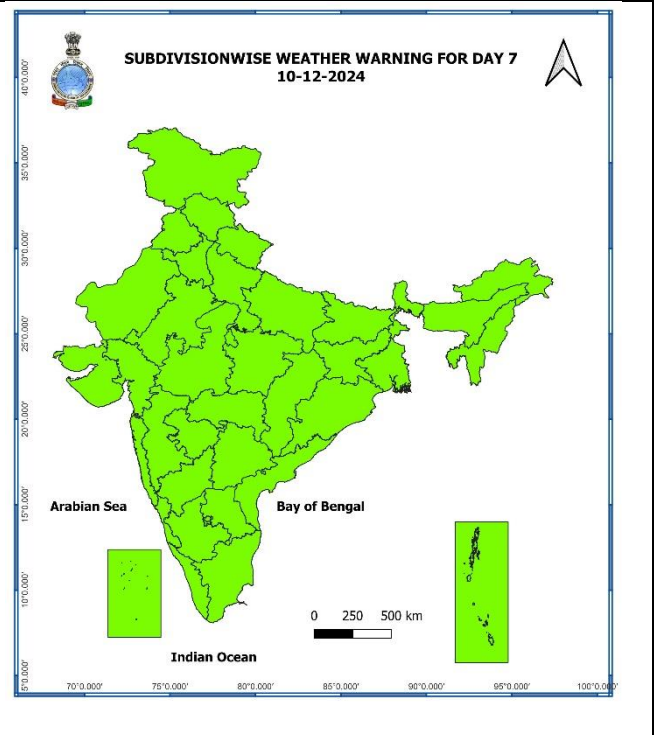 SUBDIVISIONWISE WEATHER WARNING FOR DAY 7
10-12-2024
40°0.000'
35°0.000'
30°0.000'
25°0.000'
20°0.000'
15°0.000'
10°0.000'
5°0.000'
Arabian Sea
Bay of Bengal
0 250 500 km
Indian Ocean
70°0.000' 75°0.000' 80°0.000' 85°0.000' 90°0.000' 95°0.000' 100°0.000'